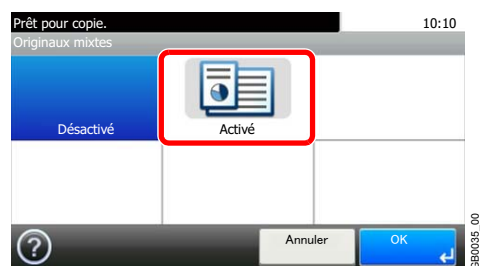 Prêt pour copie. 10:10
Originaux mixtes
Désactivé Activé
? Annuler OK
GB0035_00